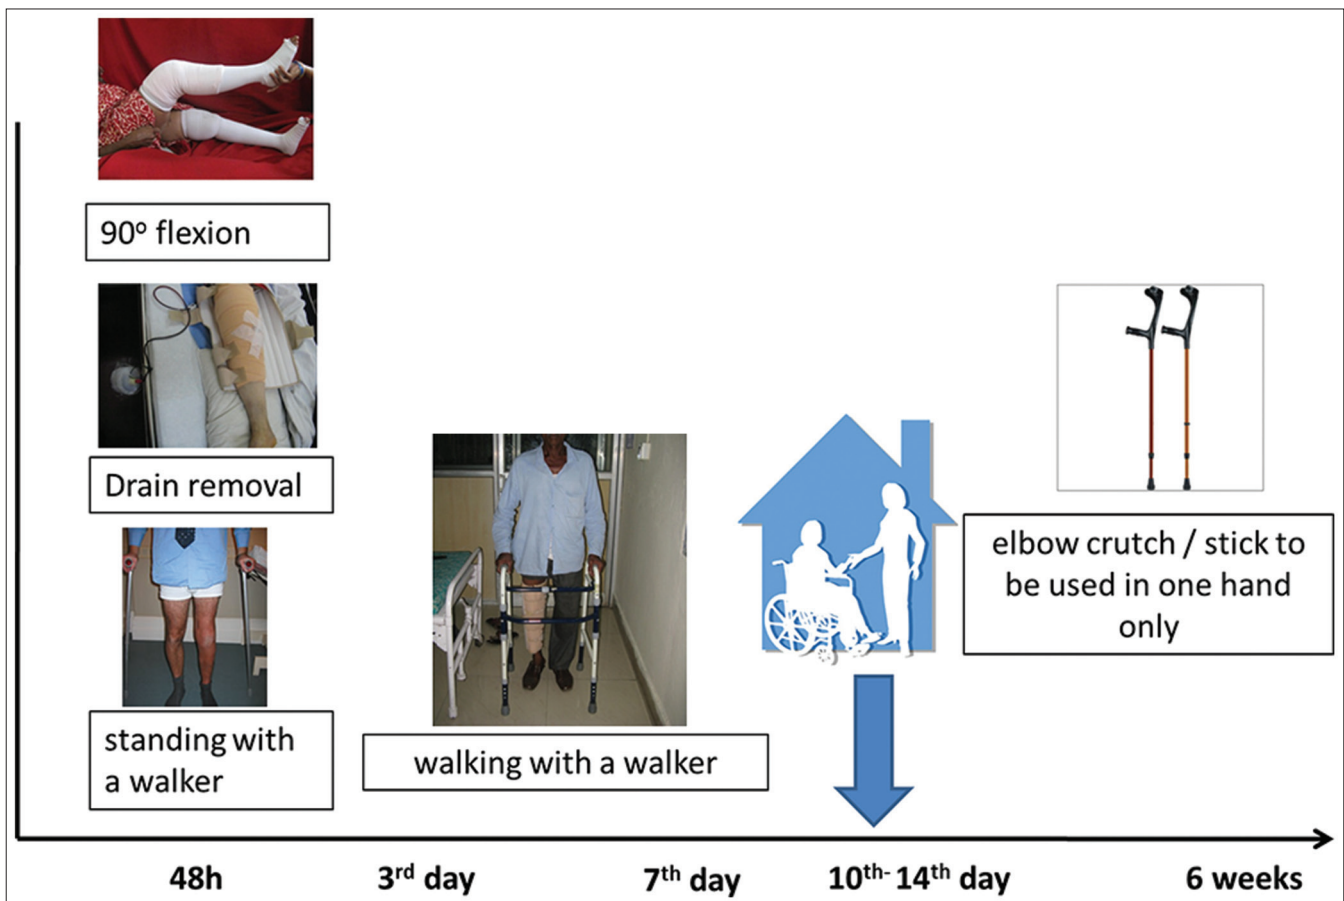 90° flexion
Drain removal
standing with
a walker
walking with a walker
elbow crutch / stick to
be used in one hand
only
48h
3rd day
7th day
10th- 14th day
6 weeks